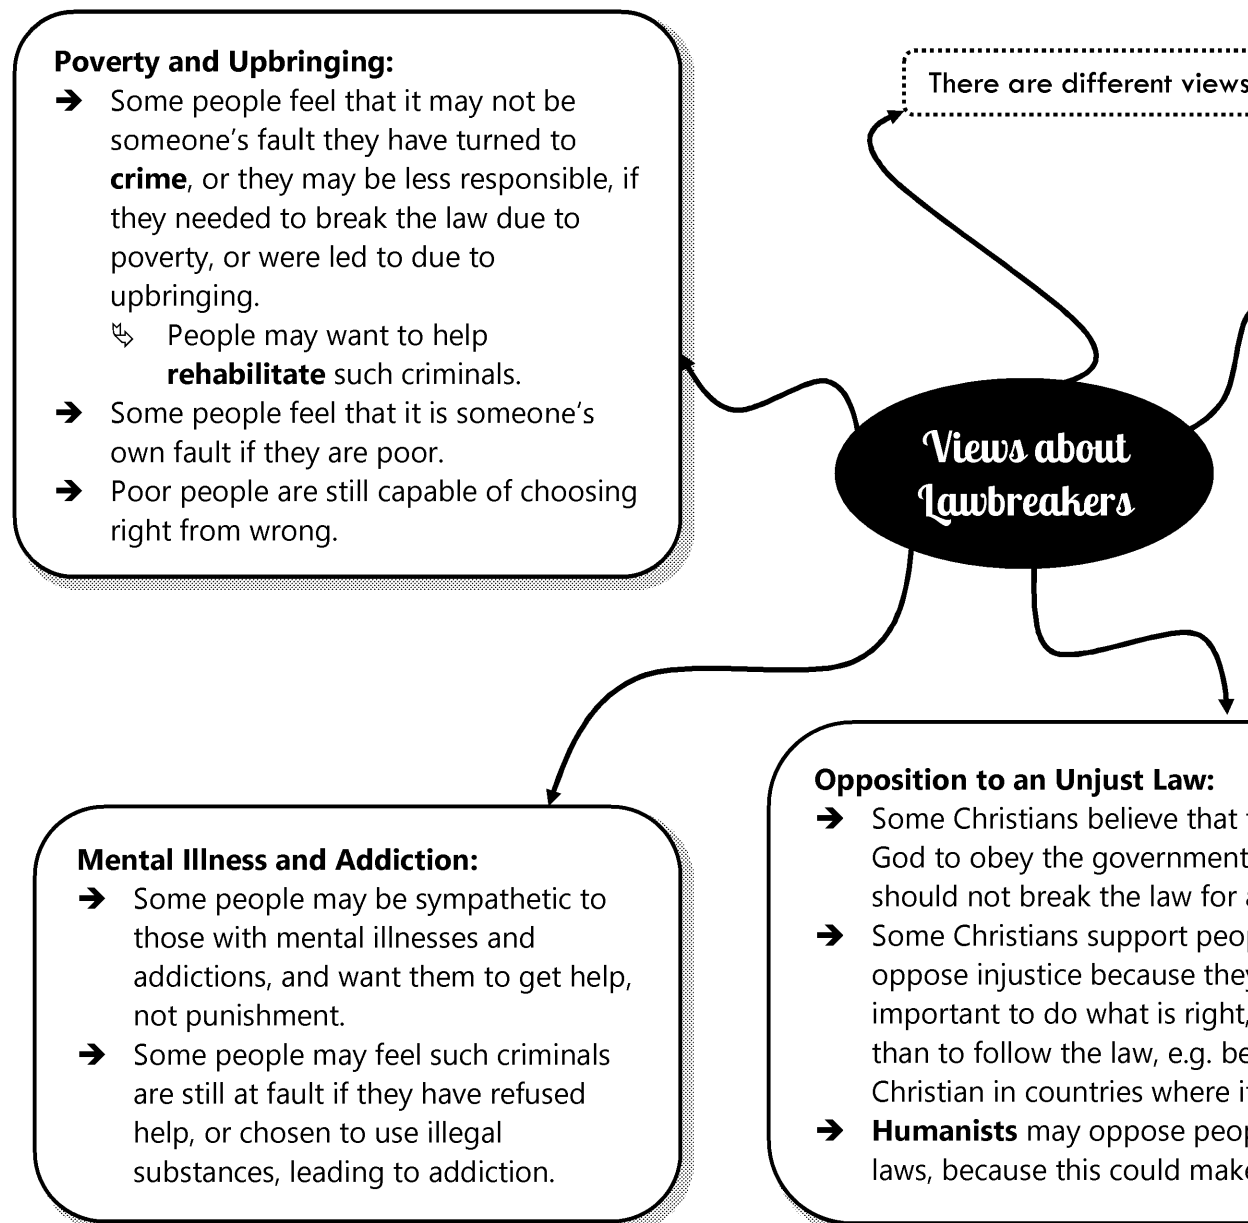 Poverty and Upbringing:
➔ Some people feel that it may not be
someone's fault they have turned to
crime, or they may be less responsible, if
they needed to break the law due to
poverty, or were led to due to
upbringing.
People may want to help
rehabilitate such criminals.
➔ Some people feel that it is someone's
own fault if they are poor.
➔ Poor people are still capable of choosing
right from wrong.
There are different views
Views about
Lawbreakers
Mental Illness and Addiction:
➔ Some people may be sympathetic to
those with mental illnesses and
addictions, and want them to get help,
not punishment.
➔ Some people may feel such criminals
are still at fault if they have refused
help, or chosen to use illegal
substances, leading to addiction.
Opposition to an Unjust Law:
➔ Some Christians believe that
God to obey the government
should not break the law for
➔ Some Christians support
oppose injustice because they
important to do what is right,
than to follow the law, e.g.
Christian in countries where
➔ Humanists may oppose
laws, because this could make